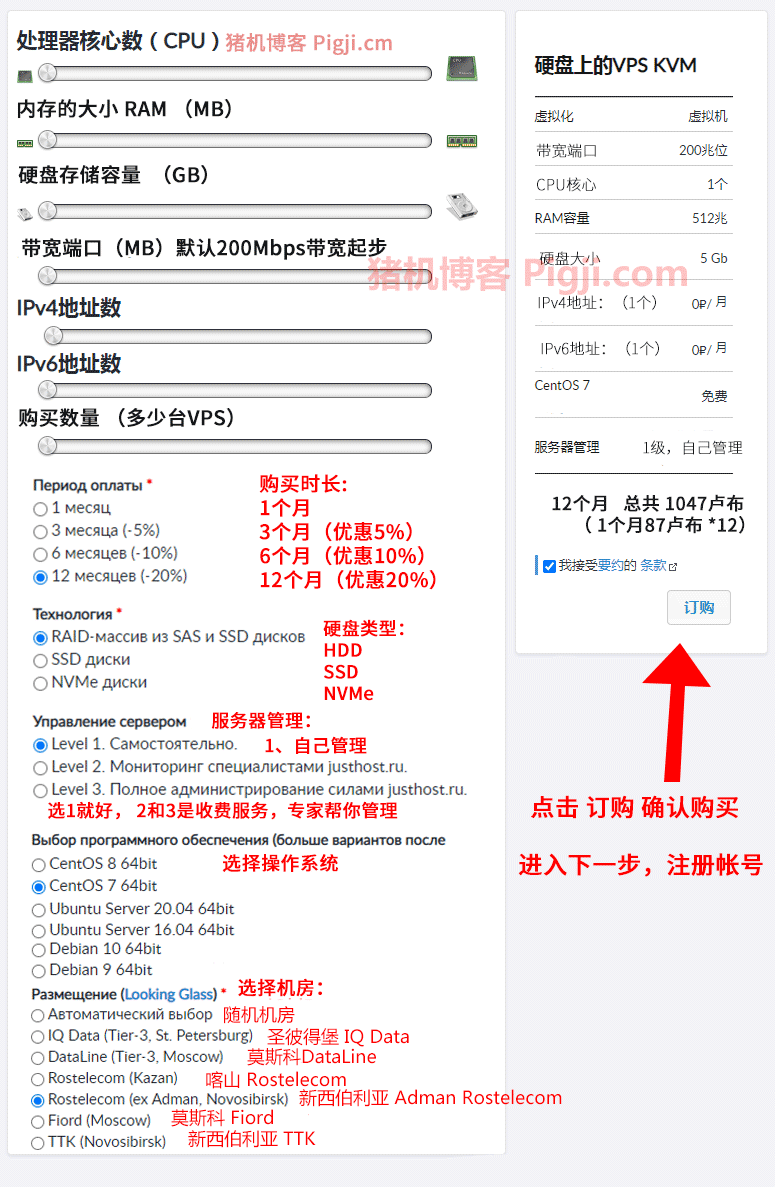 处理器核心数（CPU）猪机博客 Pigji.cm
内存的大小 RAM （MB）
硬盘存储容量 （GB）
带宽端口（MB）默认200Mbps带宽起步
IPv4地址数
IPv6地址数
购买数量 （多少台VPS）
Период оплаты *
1 месяц
3 месяца (-5%)
6 месяцев (-10%)
12 месяцев (-20%)
购买时长:
1个月
3个月（优惠5%）
6个月（优惠10%）
12个月（优惠20%）
Технология *
RAID-массив из SAS и SSD дисков
SSD диски
NVMe диски
硬盘类型：
HDD
SSD
NVMe
Управление сервером 服务器管理：
Level 1. Самостоятельно. 1、自己管理
Level 2. Мониторинг специалистами justhost.ru.
Level 3. Полное администрирование силами justhost.ru.
选1就好， 2和3是收费服务，专家帮你管理
Выбор программного обеспечения (больше вариантов после
CentOS 8 64bit 选择操作系统
CentOS 7 64bit
Ubuntu Server 20.04 64bit
Ubuntu Server 16.04 64bit
Debian 10 64bit
Debian 9 64bit
Размещение (Looking Glass) * 选择机房：
Автоматический выбор 随机机房
IQ Data (Tier-3, St. Petersburg) 圣彼得堡 IQ Data
DataLine (Tier-3, Moscow) 莫斯科DataLine
Rostelecom (Kazan) 喀山 Rostelecom
Rostelecom (ex Adman, Novosibirsk) 新西伯利亚 Adman Rostelecom
Fiord (Moscow) 莫斯科 Fiord
TTK (Novosibirsk) 新西伯利亚 TTK
硬盘上的VPS KVM
虚拟化 虚拟机
带宽端口 200兆位
CPU核心 1个
RAM容量 512兆
硬盘大小 5 Gb
猪机博客 Pigji.com
IPv4地址：（1个） 0₽/ 月
IPv6地址：（1个） 0₽/ 月
CentOS 7 免费
服务器管理 1级，自己管理
12个月 总共 1047卢布
（ 1个月87卢布 *12）
我接受要约的 条款
订购
点击 订购 确认购买
进入下一步，注册帐号